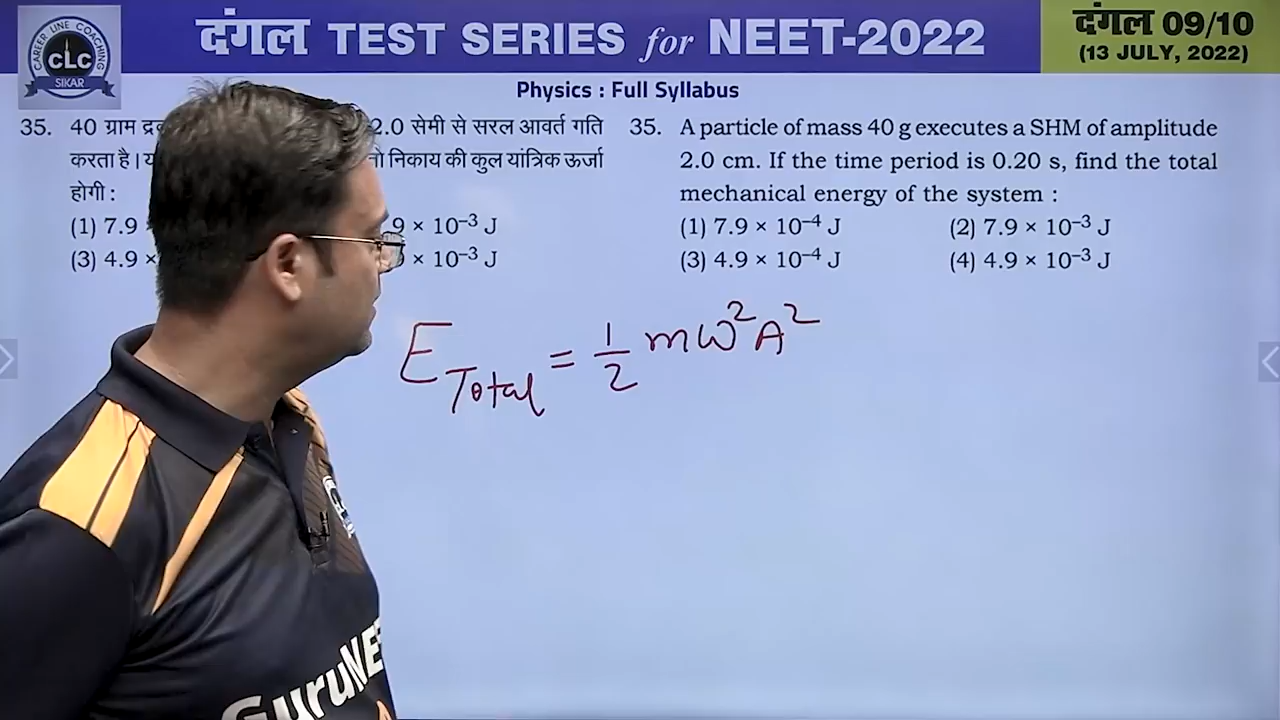 दंगल TEST SERIES for NEET-2022
दंगल 09/10
(13 JULY, 2022)
CAREER LINE COACHING
CLC
SIKAR
Physics : Full Syllabus
35. 40 ग्राम 2.0 सेमी से सरल आवर्त गति
करता है। निकाय की कुल यांत्रिक ऊर्जा
होगी :
(1) 7.9 9 × 10⁻³ J
(3) 4.9 × 9 × 10⁻³ J
35. A particle of mass 40 g executes a SHM of amplitude
2.0 cm. If the time period is 0.20 s, find the total
mechanical energy of the system :
(1) 7.9 × 10⁻⁴ J (2) 7.9 × 10⁻³ J
(3) 4.9 × 10⁻⁴ J (4) 4.9 × 10⁻³ J
E_Total = 1/2 mω²A²
GuruNEE